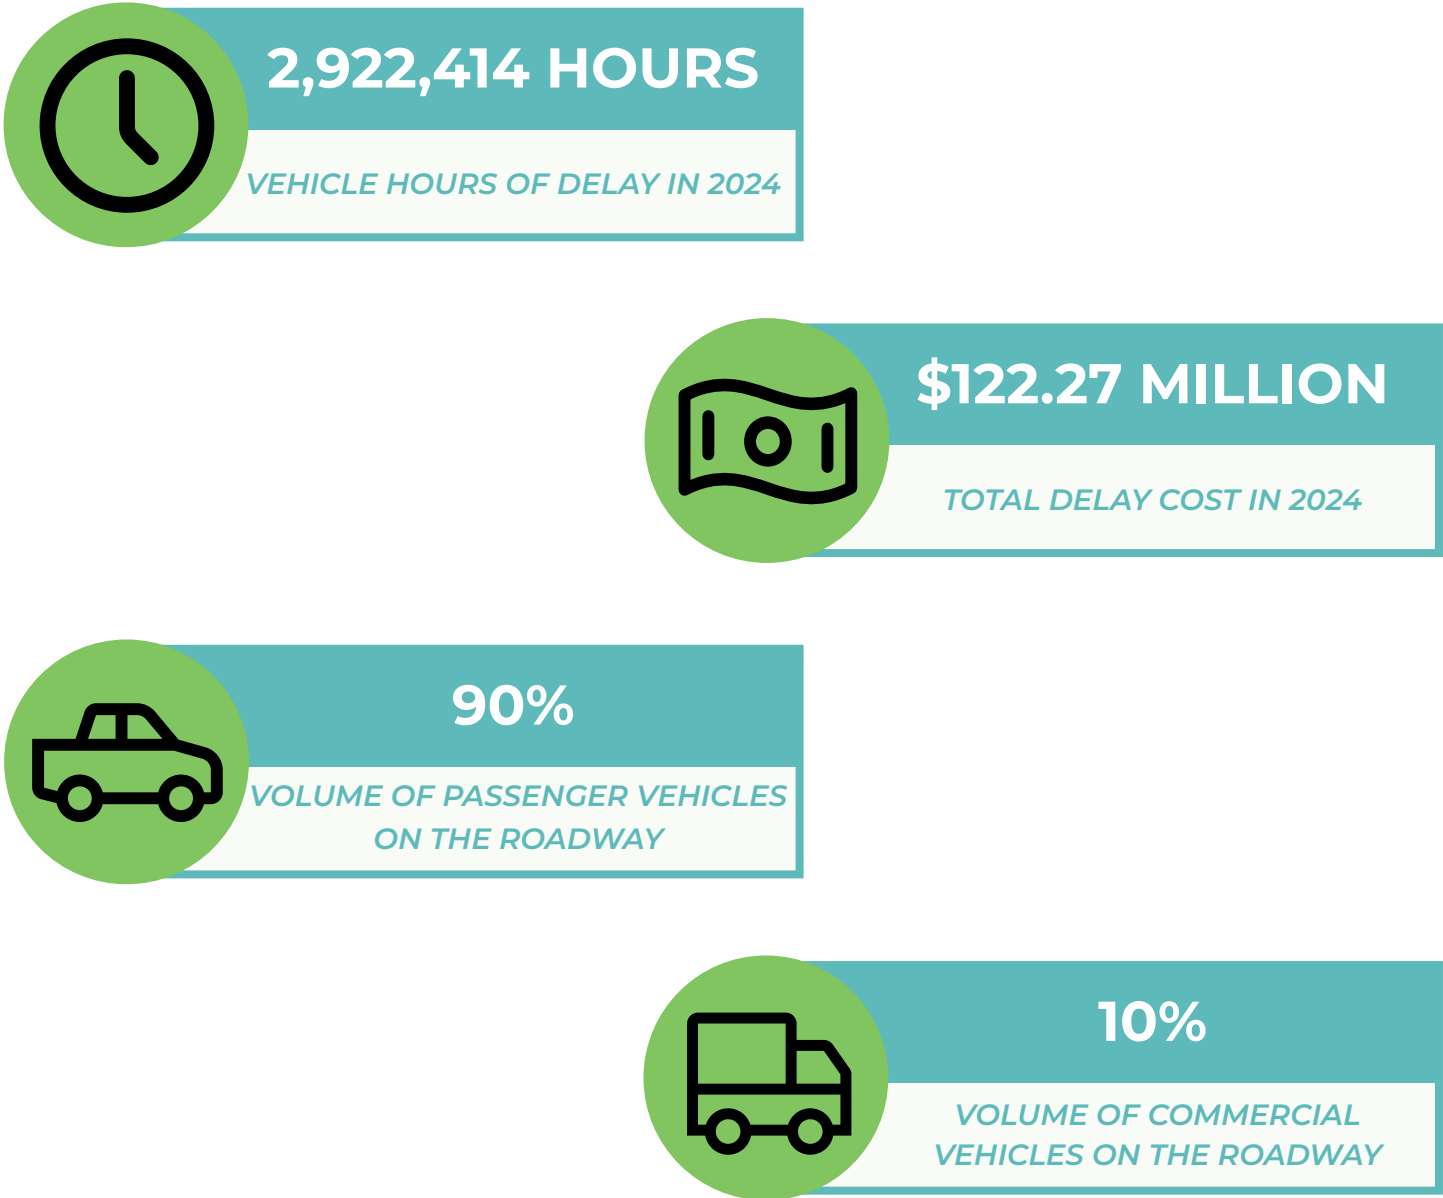 2,922,414 HOURS
VEHICLE HOURS OF DELAY IN 2024
$122.27 MILLION
TOTAL DELAY COST IN 2024
90%
VOLUME OF PASSENGER VEHICLES
ON THE ROADWAY
10%
VOLUME OF COMMERCIAL
VEHICLES ON THE ROADWAY